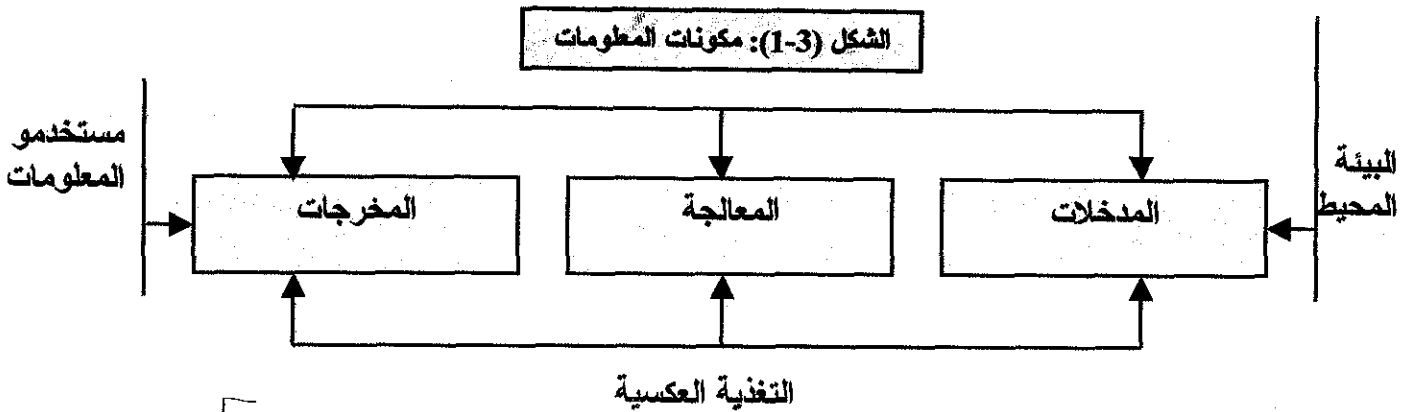 الشكل (3-1): مكونات المعلومات
البيئة
المحيط
المدخلات
المعالجة
المخرجات
مستخدمو
المعلومات
التغذية العكسية